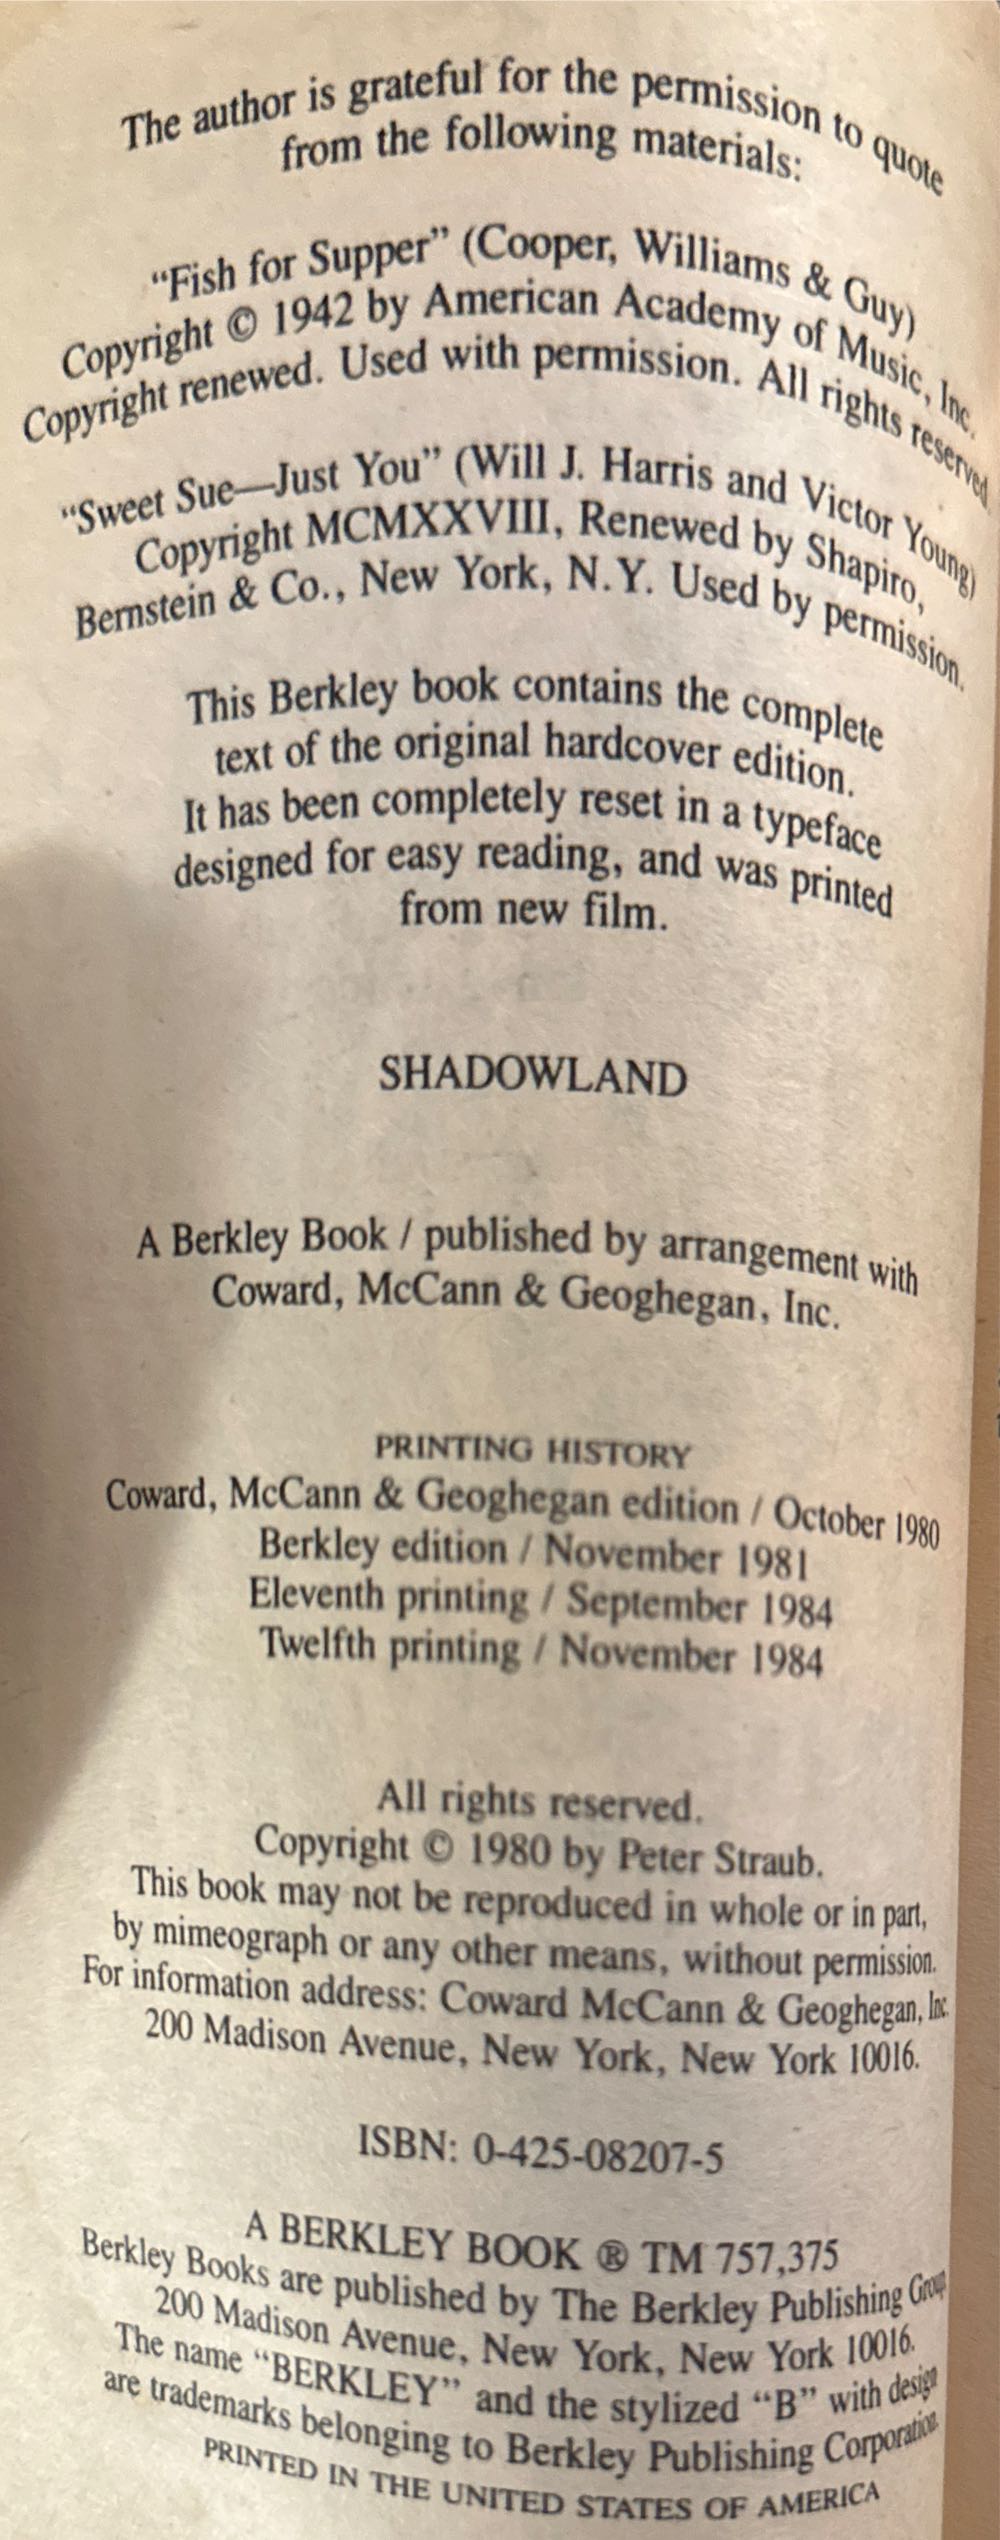 The author is grateful for the permission to quote
from the following materials:
“Fish for Supper” (Cooper, Williams & Guy)
Copyright © 1942 by American Academy of Music, Inc.
Copyright renewed. Used with permission. All rights reserved.
“Sweet Sue—Just You” (Will J. Harris and Victor Young)
Copyright MCMXXVIII, Renewed by Shapiro,
Bernstein & Co., New York, N.Y. Used by permission.
This Berkley book contains the complete
text of the original hardcover edition.
It has been completely reset in a typeface
designed for easy reading, and was printed
from new film.
SHADOWLAND
A Berkley Book / published by arrangement with
Coward, McCann & Geoghegan, Inc.
PRINTING HISTORY
Coward, McCann & Geoghegan edition / October 1980
Berkley edition / November 1981
Eleventh printing / September 1984
Twelfth printing / November 1984
All rights reserved.
Copyright © 1980 by Peter Straub.
This book may not be reproduced in whole or in part,
by mimeograph or any other means, without permission.
For information address: Coward McCann & Geoghegan, Inc.
200 Madison Avenue, New York, New York 10016.
ISBN: 0-425-08207-5
A BERKLEY BOOK ® TM 757,375
Berkley Books are published by The Berkley Publishing Group,
200 Madison Avenue, New York, New York 10016.
The name “BERKLEY” and the stylized “B” with design
are trademarks belonging to Berkley Publishing Corporation.
PRINTED IN THE UNITED STATES OF AMERICA